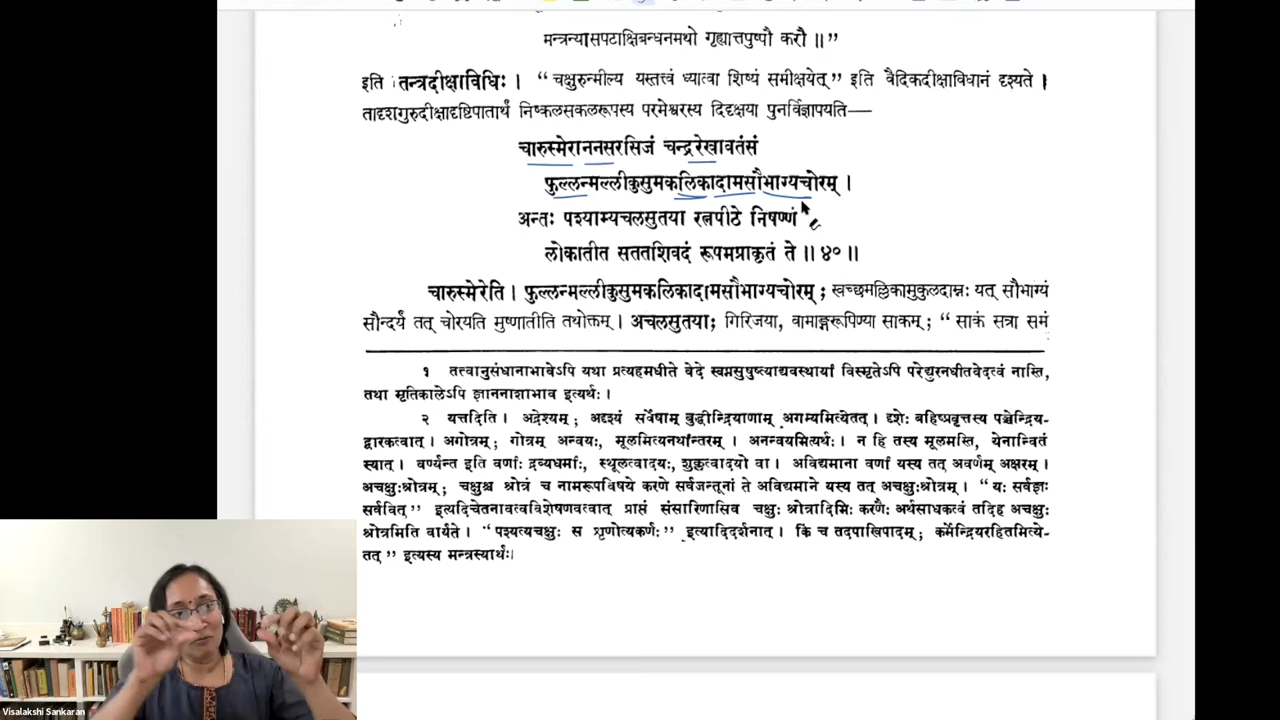 मन्त्रन्यासपटाक्षिबन्धनमथो गृह्यात्तपुष्पौ करौ ॥”
इति तन्त्रदीक्षाविधिः । “ चक्षुरुन्मील्य यस्तत्त्वं ध्यात्वा शिष्यं समीक्षयेत् ” इति वैदिकदीक्षाविधानं दृश्यते ।
तादृशगुरुदीक्षादृष्टिपातार्थं निष्कलसकलरूपस्य परमेश्वरस्य दिदृक्षया पुनर्विज्ञापयति—
चारुस्मेराननसरसिजं चन्द्ररेखावतंसं
फुल्लन्मल्लीकुसुमकलिकादामसौभाग्यचोरम् ।
अन्तः पश्याम्यचलसुतया रत्नपीठे निषण्णं
लोकातीत सततशिवदं रूपमप्राकृतं ते ॥ ४० ॥
चारुस्मेरेति । फुल्लन्मल्लीकुसुमकलिकादामसौभाग्यचोरम् ; स्वच्छमल्लिकामुकुलदाम्नः यत् सौभाग्यं
सौन्दर्यं तत् चोरयति मुष्णातीति तथोक्तम् । अचलसुतया; गिरिजया, वामाङ्गरूपिण्या साकम् ; “ साकं सत्रा समं
१ तत्त्वानुसंधानाभावेऽपि यथा प्रत्यहमधीते वेदे स्वप्नसुषुप्त्याद्यवस्थायां विस्मृतेऽपि परेद्युरनधीतवेदत्वं नास्ति,
तथा मृतिकालेऽपि ज्ञाननाशाभाव इत्यर्थः ।
२ यत्तदिति । अद्रेश्यम् ; अदृश्यं सर्वेषाम् बुद्धीन्द्रियाणाम् अगम्यमित्येतत् । दृशेः बहिष्प्रवृत्तस्य पञ्चेन्द्रिय-
द्वारकत्वात् । अगोत्रम् ; गोत्रम् अन्वयः, मूलमित्यनर्थान्तरम् । अनन्वयमित्यर्थः । न हि तस्य मूलमस्ति, येनान्वितं
स्यात् । वर्ण्यन्त इति वर्णाः द्रव्यधर्माः, स्थूलत्वादयः, शुक्लत्वादयो वा । अविद्यमाना वर्णा यस्य तत् अवर्णम् अक्षरम् ।
अचक्षुःश्रोत्रम् ; चक्षुश्च श्रोत्रं च नामरूपविषये करणे सर्वजन्तूनां ते अविद्यमाने यस्य तत् अचक्षुःश्रोत्रम् । “ यः सर्वज्ञः
सर्ववित् ” इत्यदिचेतनावत्त्वविशेषणवत्त्वात् प्राप्तं संसारिणामिव चक्षुः श्रोत्रादिभिः करणैः अर्थसाधकत्वं तदिह अचक्षुः
श्रोत्रमिति वार्यते । “ पश्यत्यचक्षुः स शृणोत्यकर्णः ” इत्यादिदर्शनात् । किं च तदपाणिपादम् ; कर्मेन्द्रियरहितमित्ये-
तत् ” इत्यस्य मन्त्रस्यार्थः।
Visalakshi Sankaran